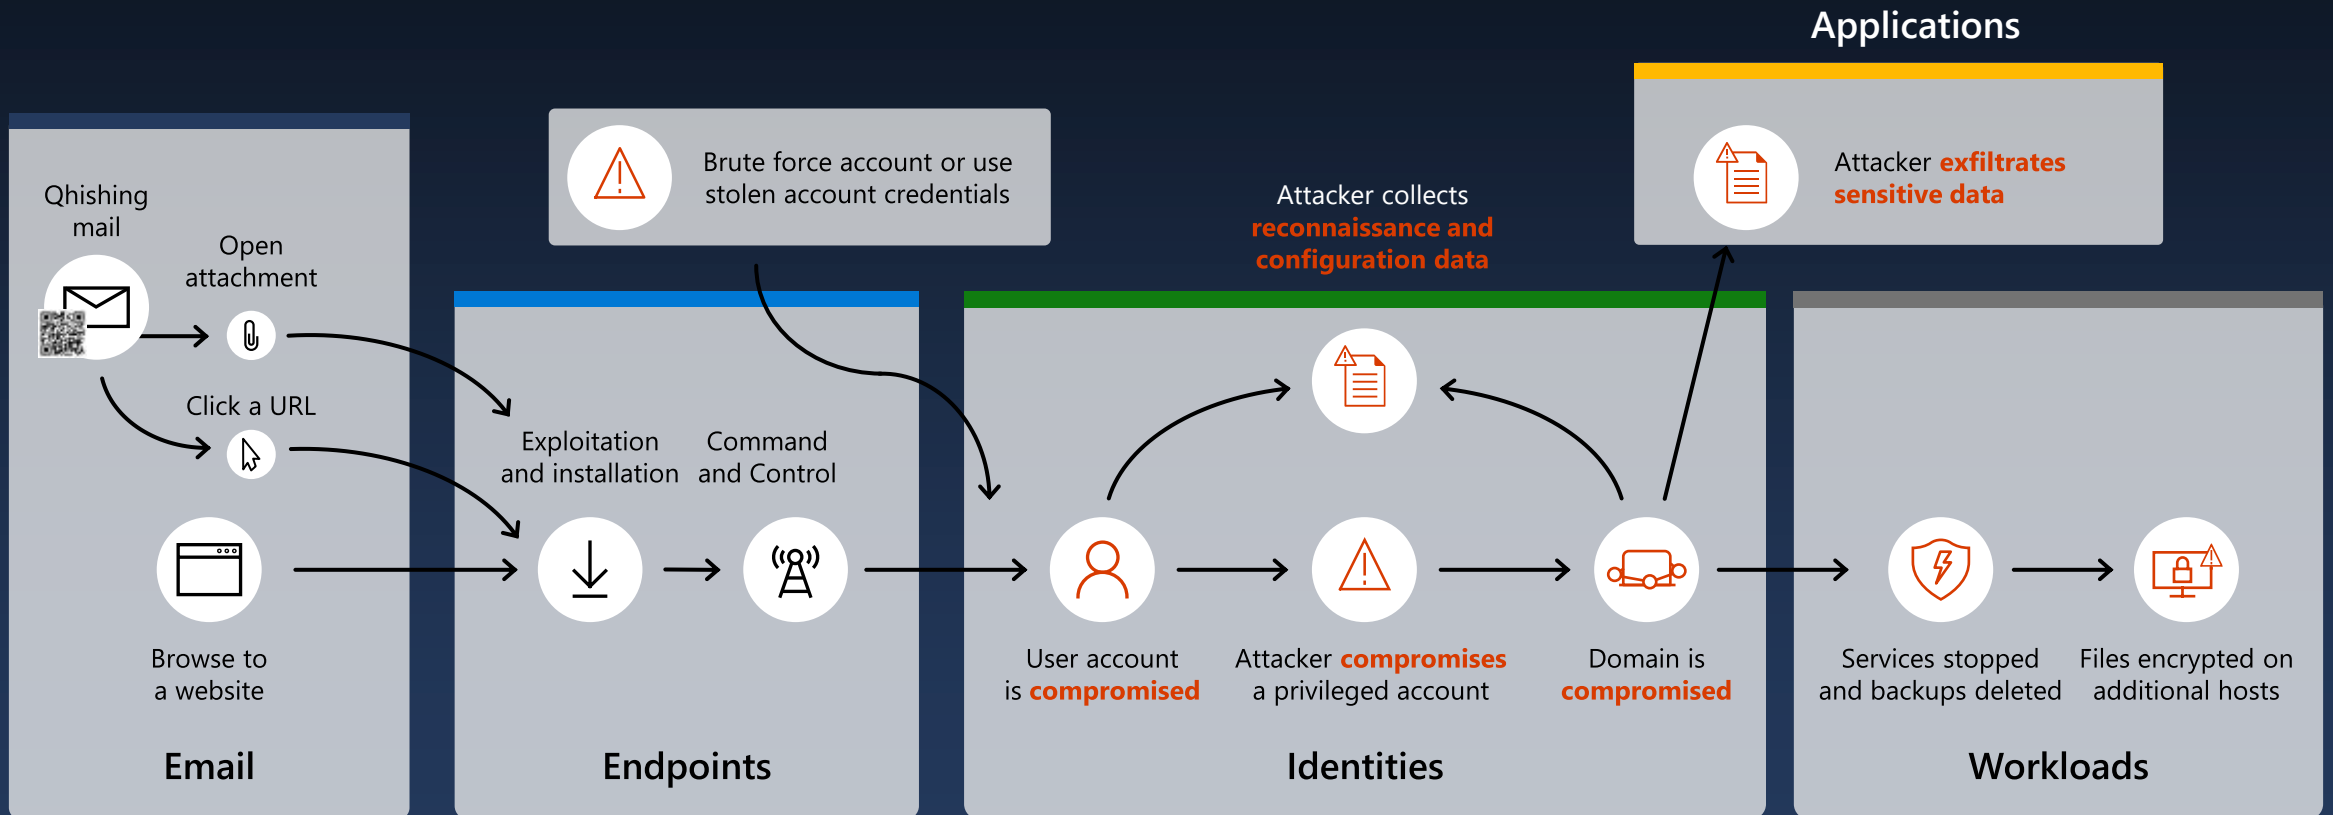 Applications
Attacker exfiltrates
sensitive data
Brute force account or use
stolen account credentials
Attacker collects
reconnaissance and
configuration data
Qhishing
mail
Open
attachment
Click a URL
Browse to
a website
Email
Exploitation
and installation
Command
and Control
Endpoints
User account
is compromised
Attacker compromises
a privileged account
Domain is
compromised
Identities
Services stopped
and backups deleted
Files encrypted on
additional hosts
Workloads